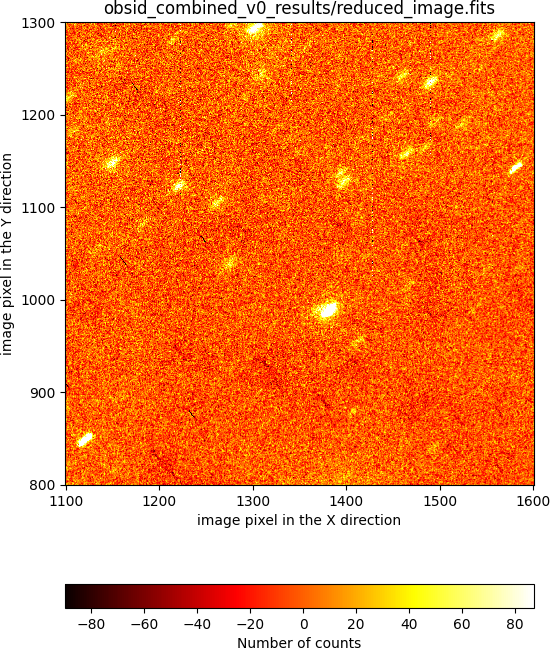 obsid_combined_v0_results/reduced_image.fits
1300
1200
1100
1000
900
800
image pixel in the Y direction
1100 1200 1300 1400 1500 1600
image pixel in the X direction
−80 −60 −40 −20 0 20 40 60 80
Number of counts